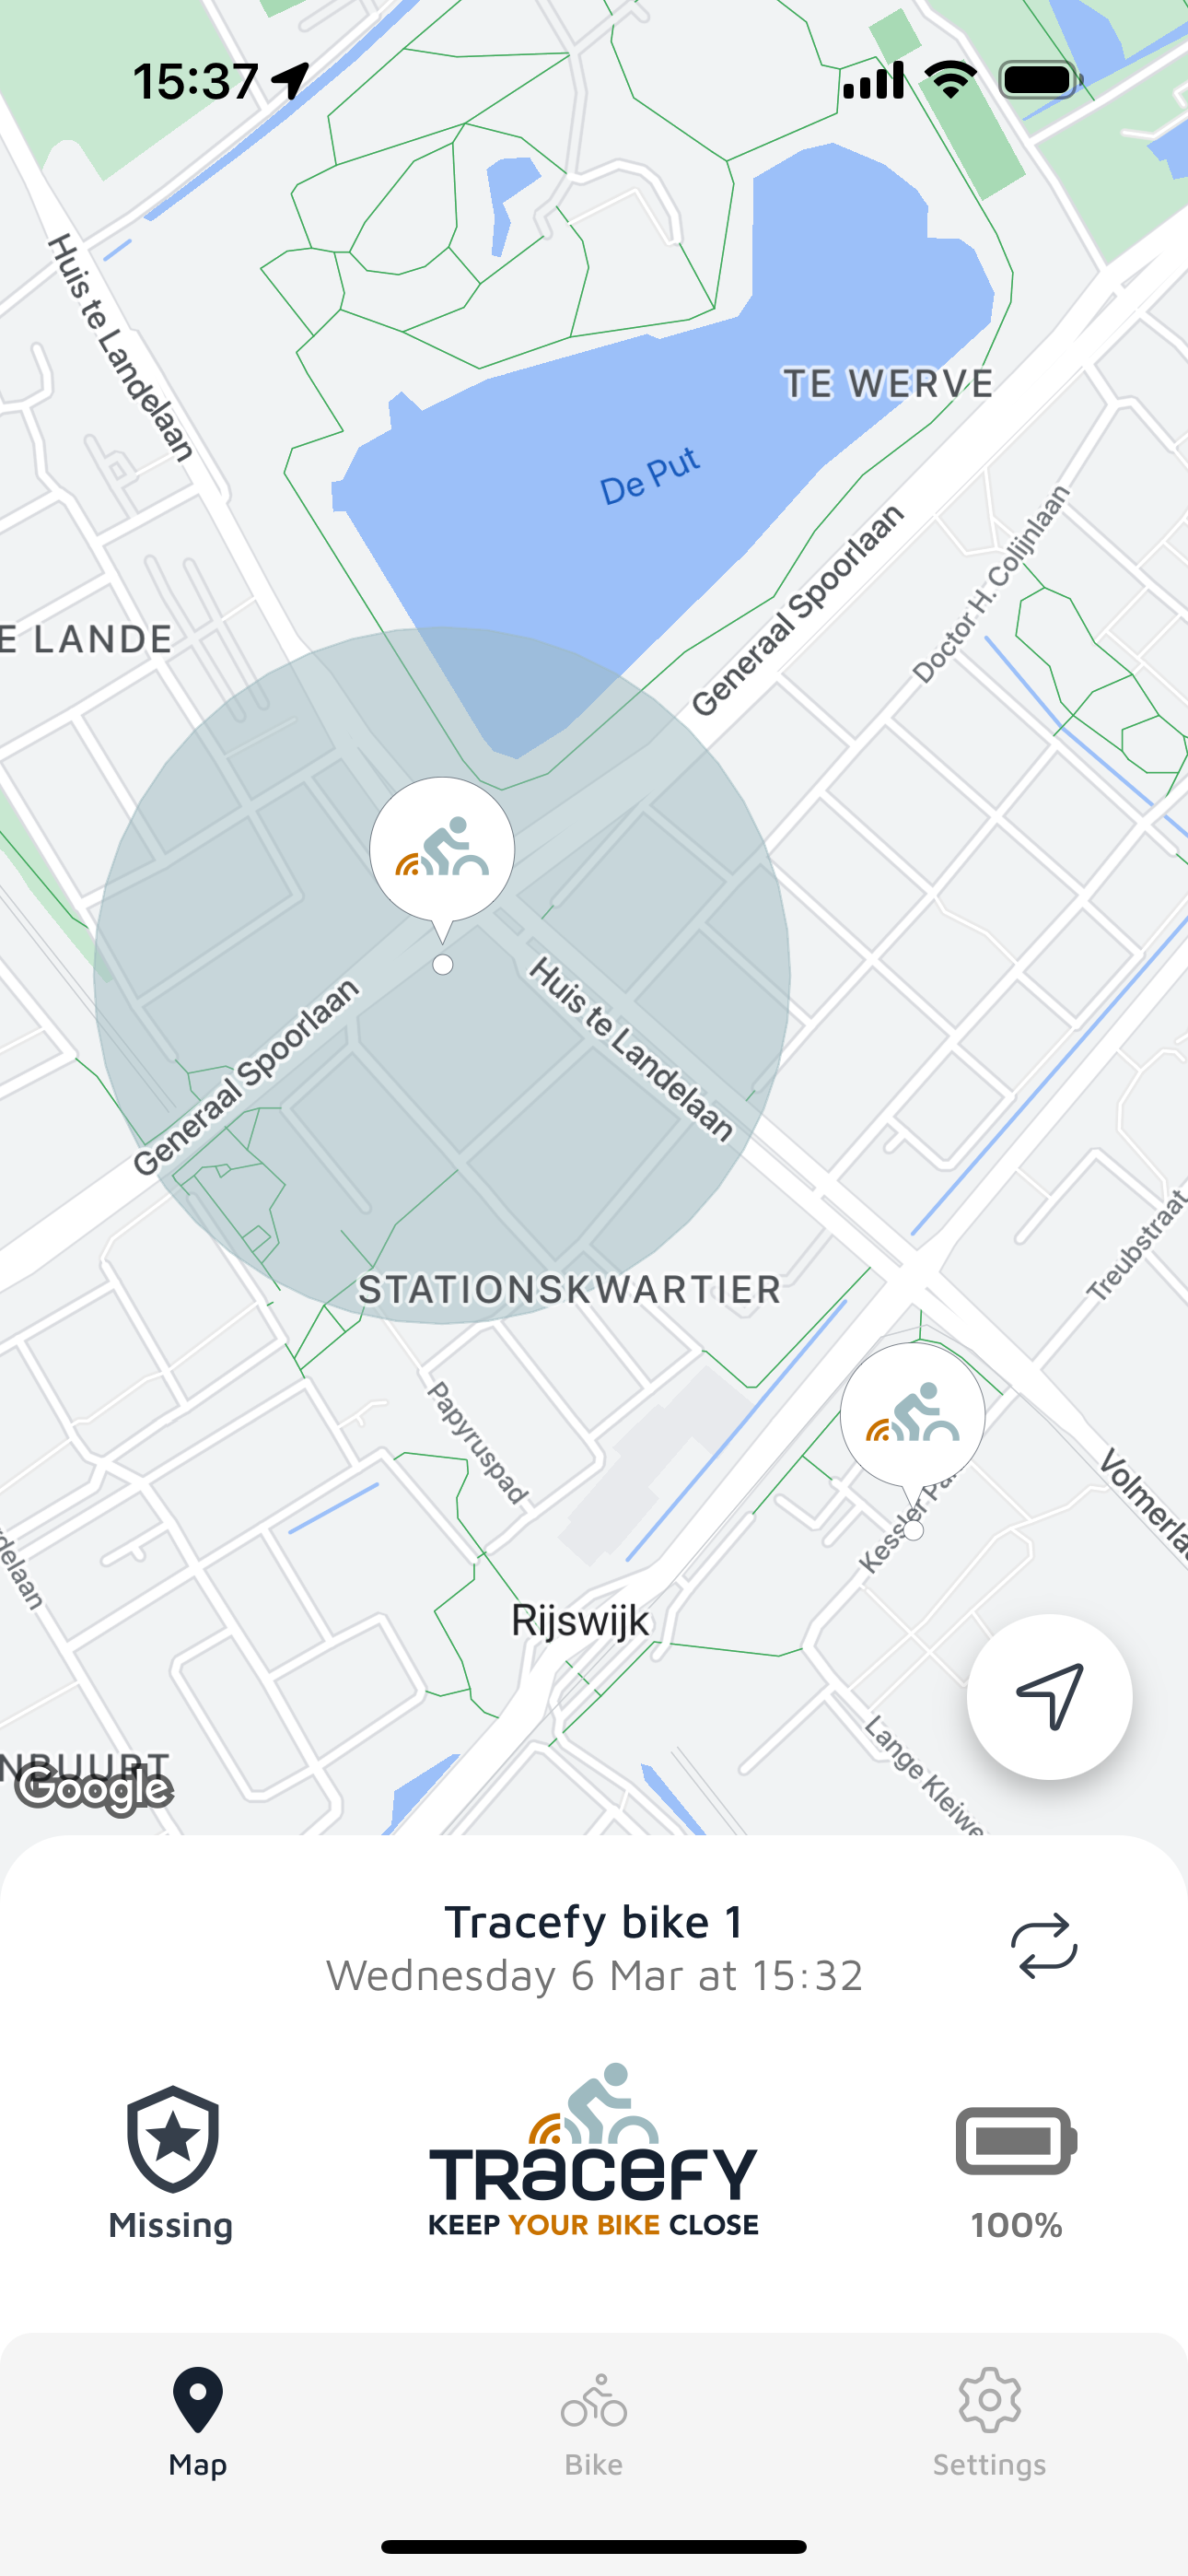 15:37
Huis te Landelaan
TE WERVE
De Put
Generaal Spoorlaan
Doctor H. Colijnlaan
E LANDE
Generaal Spoorlaan
Huis te Landelaan
Treubstraat
STATIONSKWARTIER
Papyruspad
Volmerla
Kessler Pa
delaan
Rijswijk
Lange Kleiwe
NBUURT
Google
Tracefy bike 1
Wednesday 6 Mar at 15:32
TRaceFY
KEEP YOUR BIKE CLOSE
Missing
100%
Map
Bike
Settings